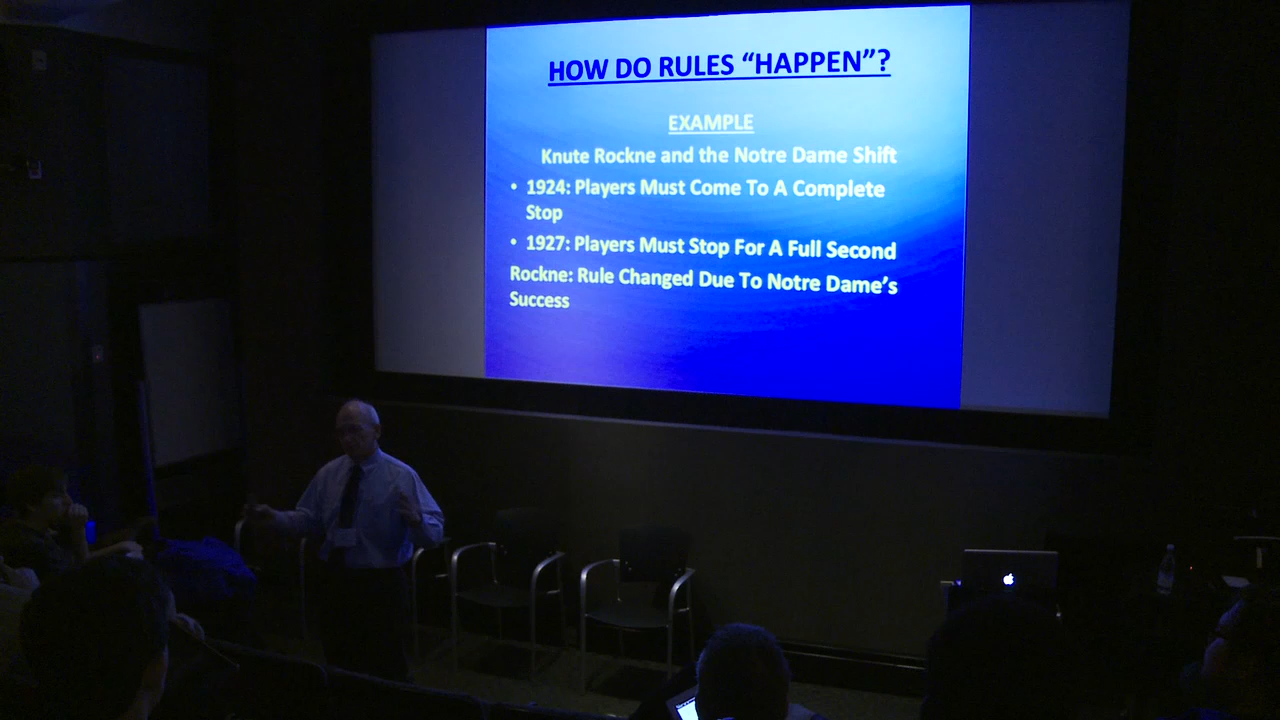 HOW DO RULES “HAPPEN”?
EXAMPLE
Knute Rockne and the Notre Dame Shift
• 1924: Players Must Come To A Complete
Stop
• 1927: Players Must Stop For A Full Second
Rockne: Rule Changed Due To Notre Dame’s
Success